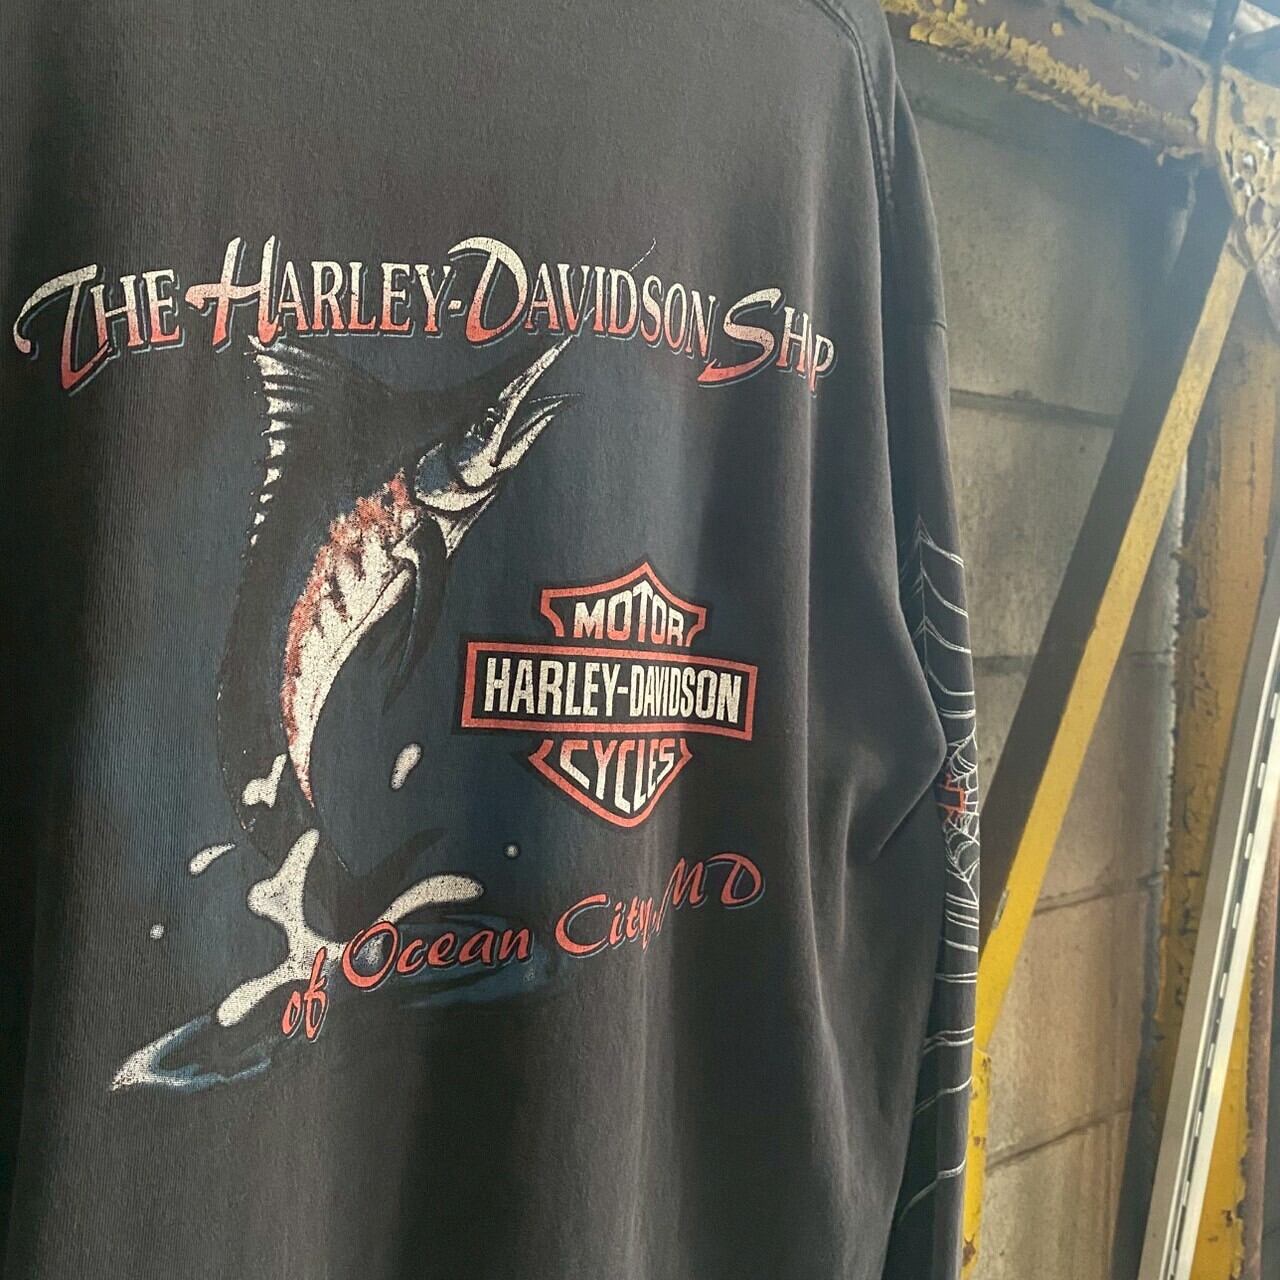 THE HARLEY-DAVIDSON SHOP
MOTOR
HARLEY-DAVIDSON
CYCLES
of Ocean City, MD